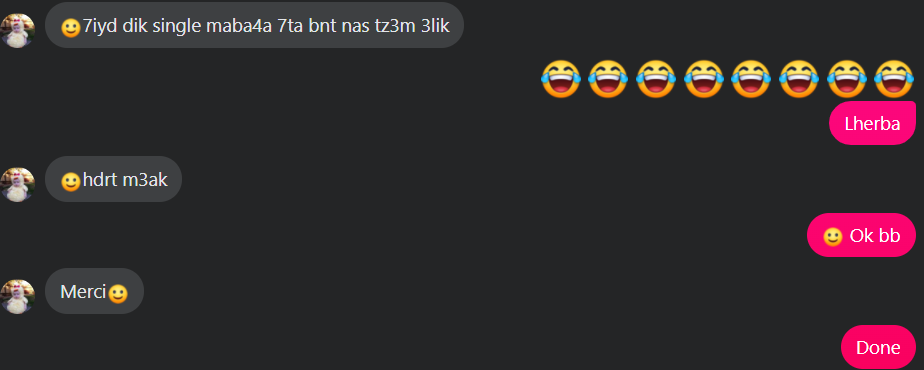 🙂7iyd dik single maba4a 7ta bnt nas tz3m 3lik
😂😂😂😂😂😂😂😂
Lherba
🙂hdrt m3ak
🙂 Ok bb
Merci🙂
Done